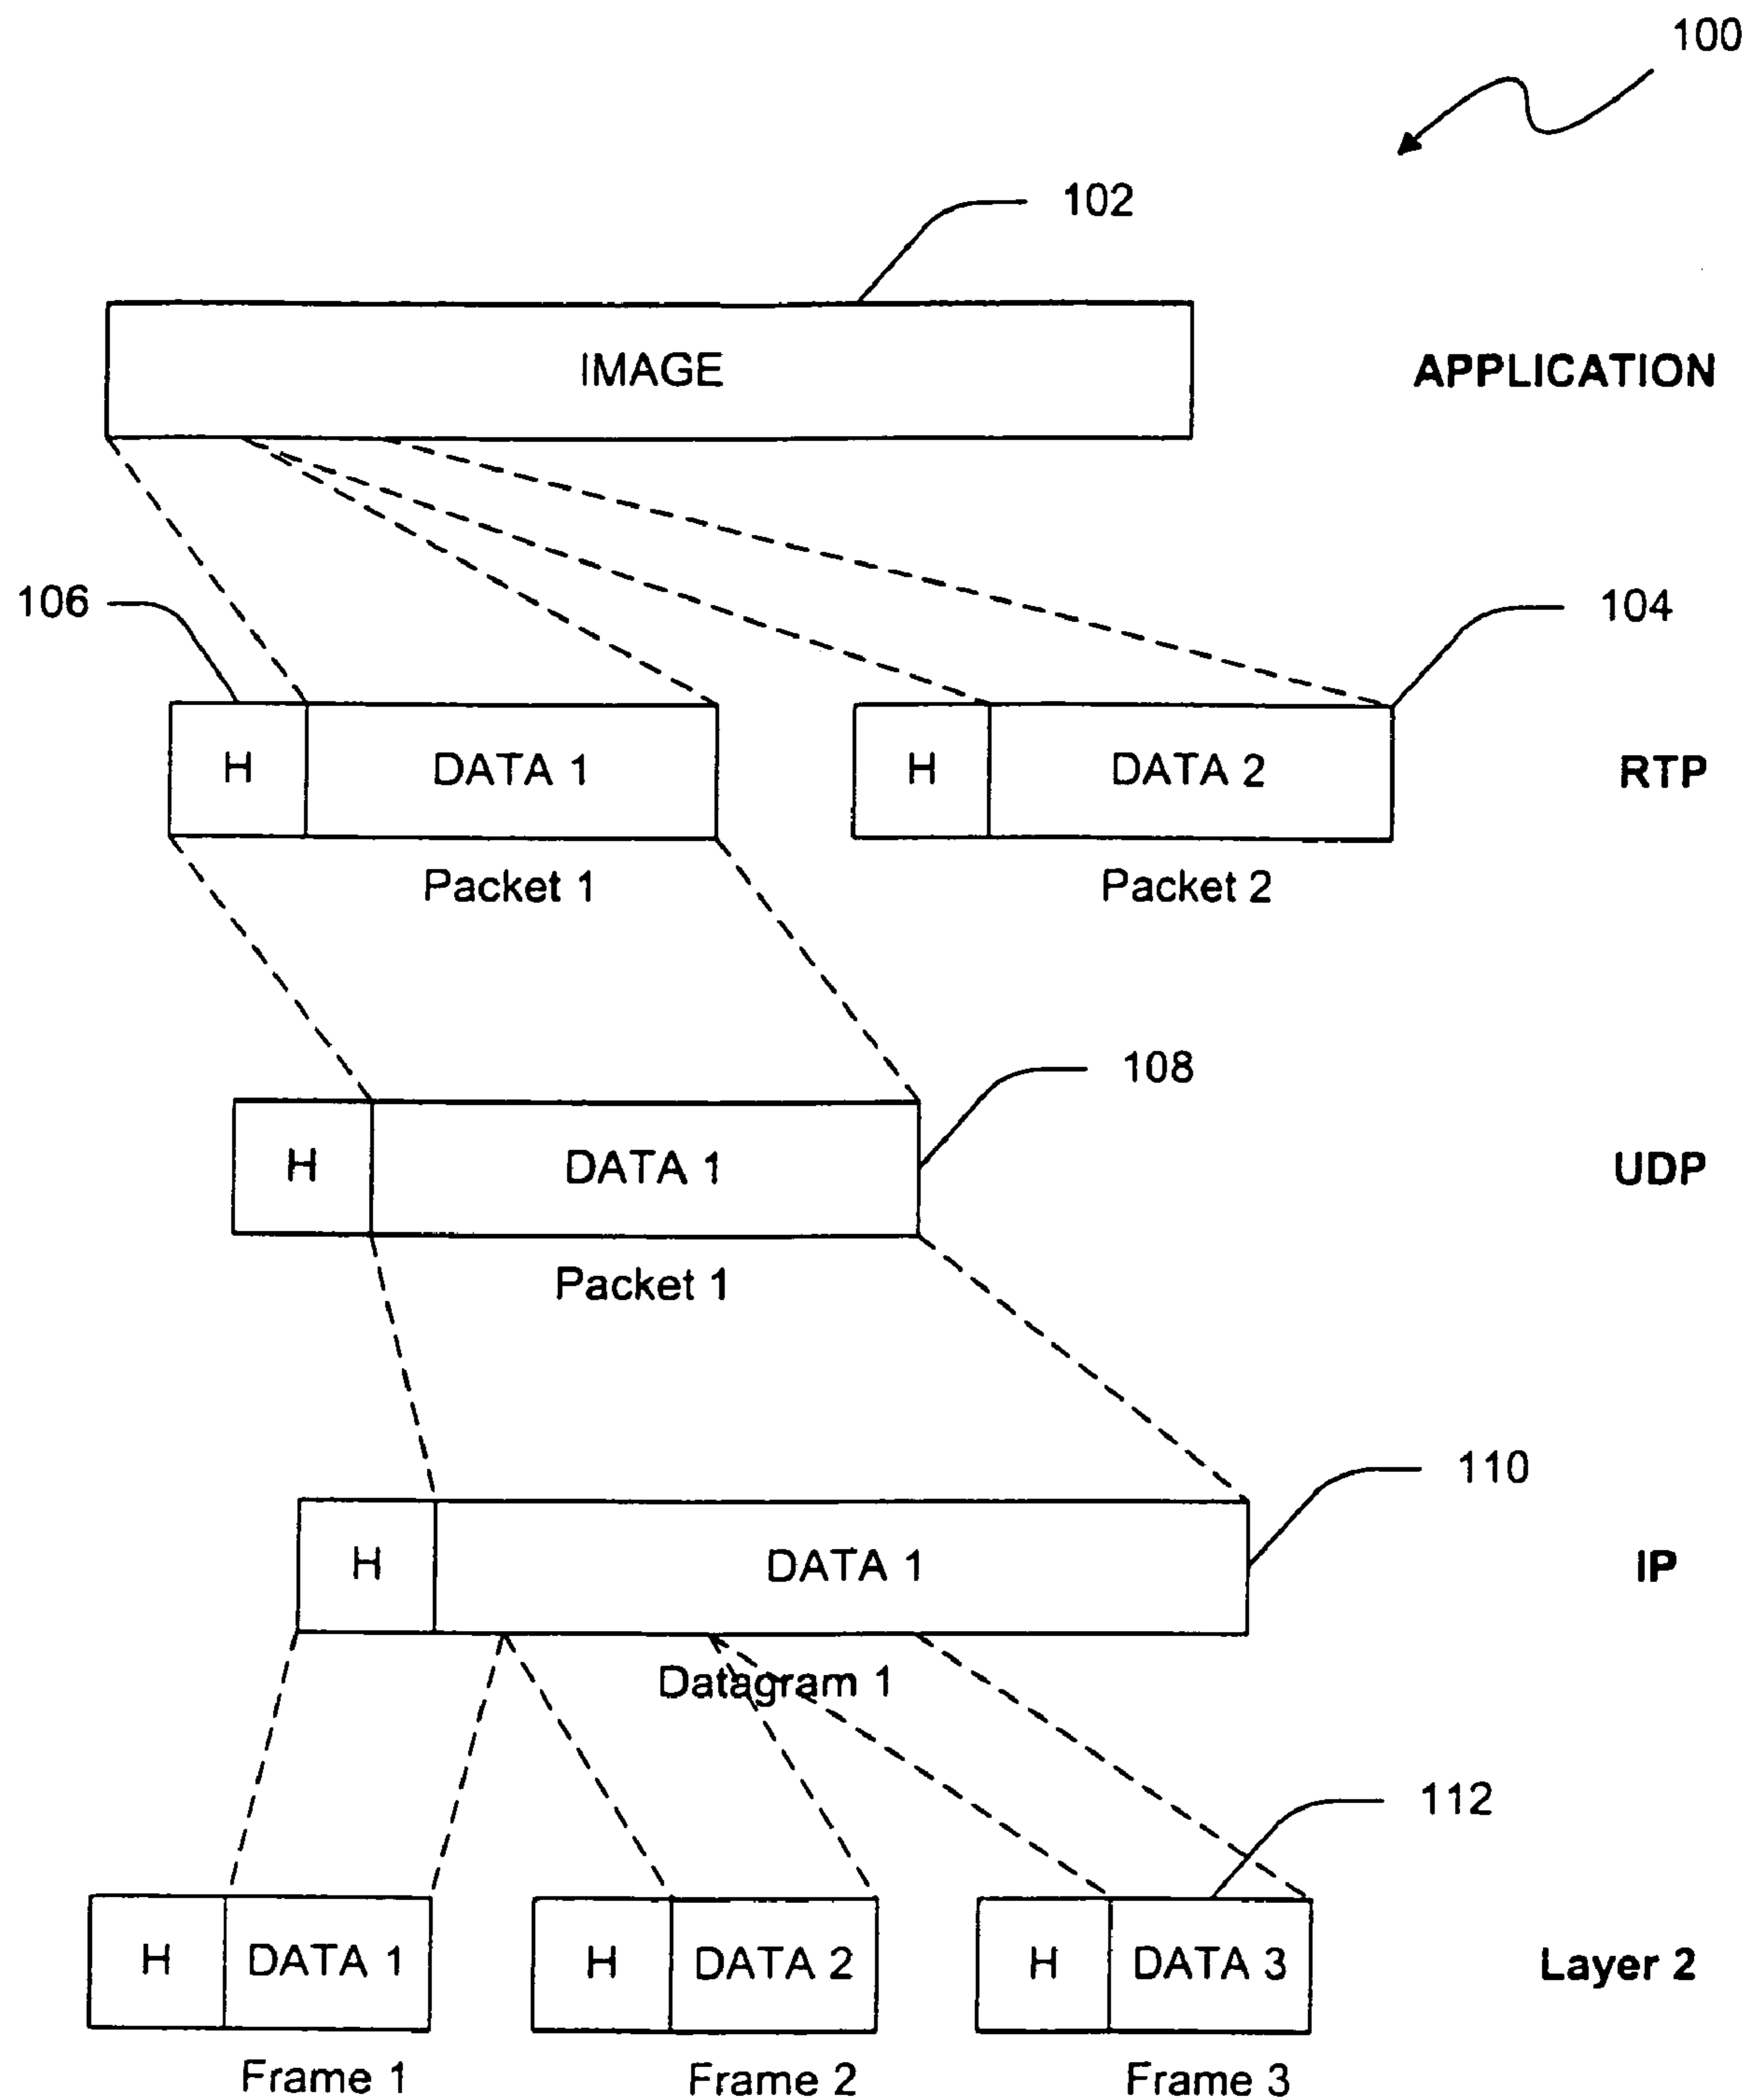 100
102
IMAGE
APPLICATION
106
104
H
DATA 1
H
DATA 2
RTP
Packet 1
Packet 2
108
H
DATA 1
UDP
Packet 1
110
H
DATA 1
IP
Datagram 1
112
H
DATA 1
H
DATA 2
H
DATA 3
Layer 2
Frame 1
Frame 2
Frame 3